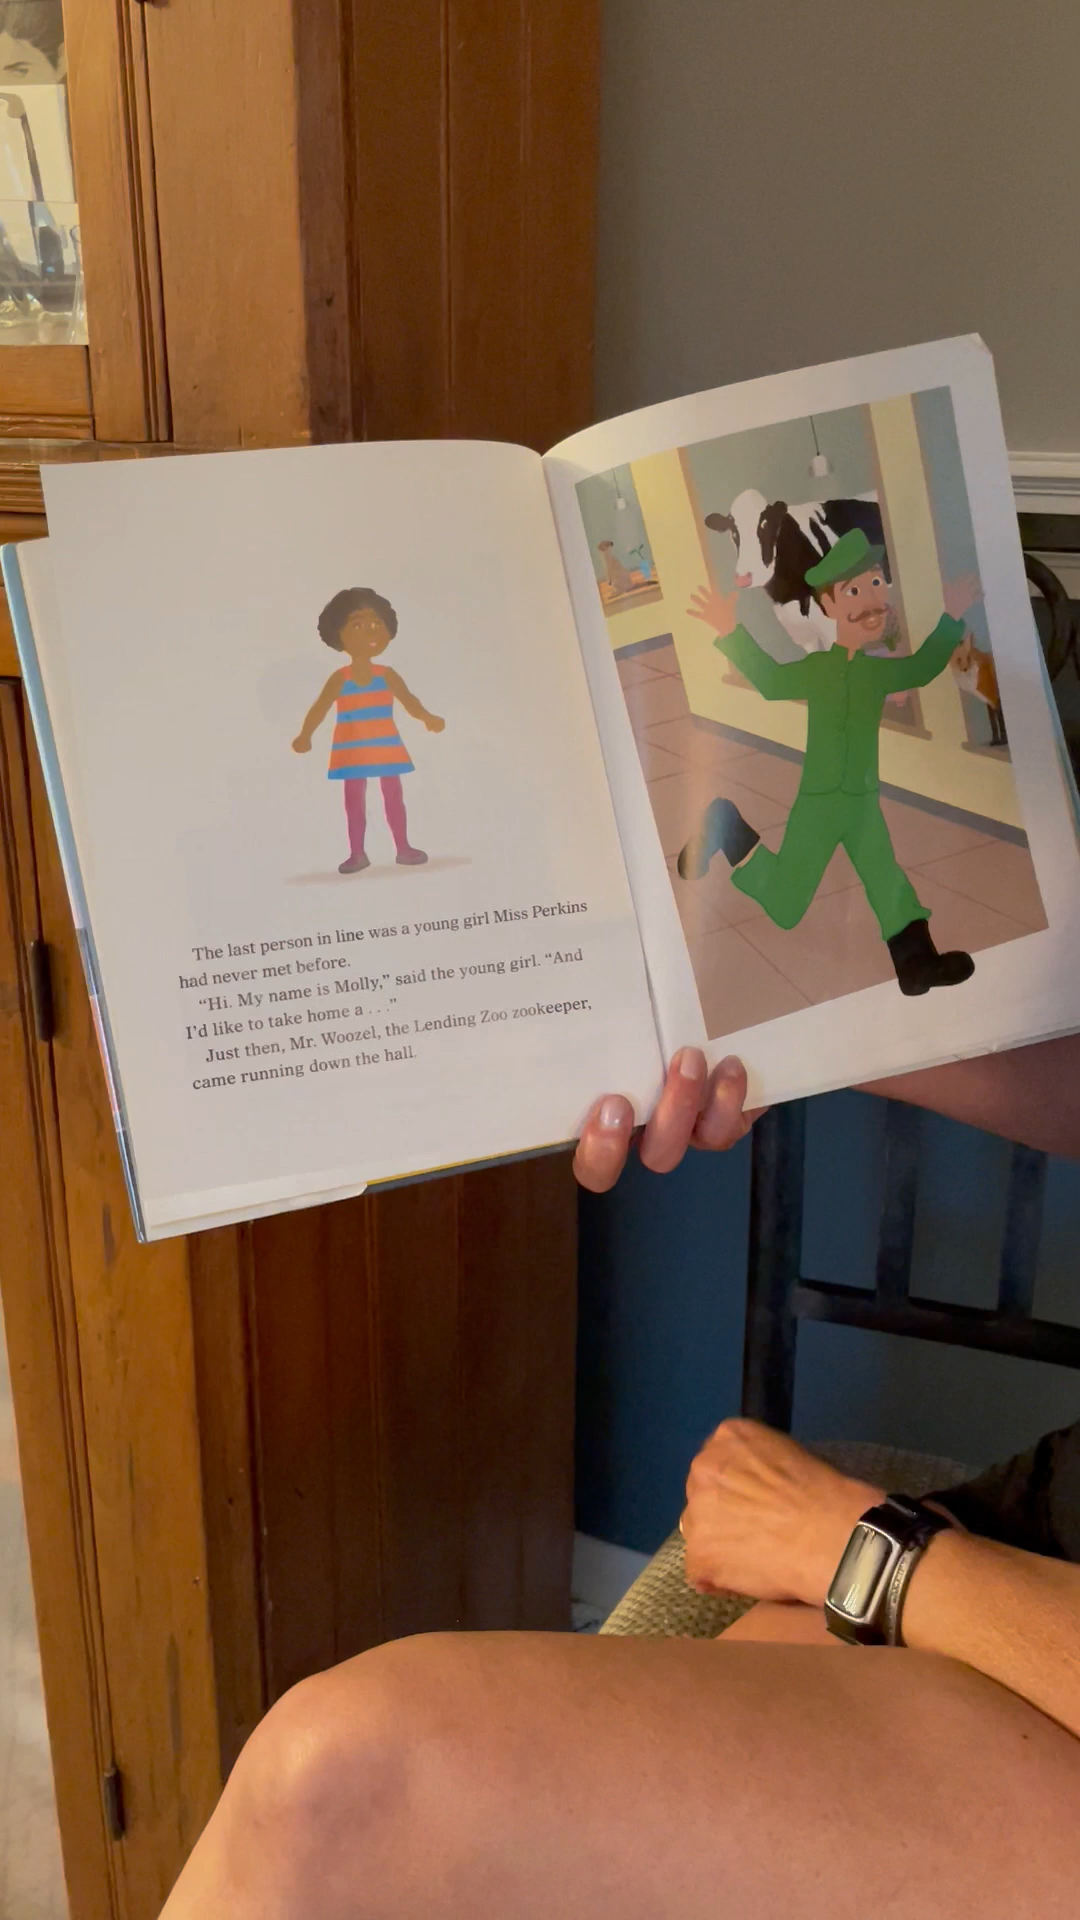 The last person in line was a young girl Miss Perkins
had never met before.
“Hi. My name is Molly,” said the young girl. “And
I’d like to take home a . . .”
Just then, Mr. Woozel, the Lending Zoo zookeeper,
came running down the hall.